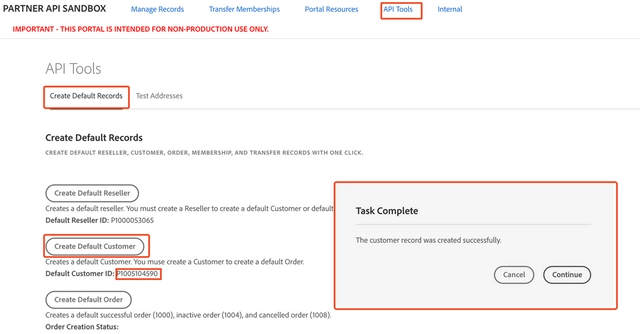 PARTNER API SANDBOX
Manage Records
Transfer Memberships
Portal Resources
API Tools
Internal
IMPORTANT - THIS PORTAL IS INTENDED FOR NON-PRODUCTION USE ONLY.
API Tools
Create Default Records
Test Addresses
Create Default Records
CREATE DEFAULT RESELLER, CUSTOMER, ORDER, MEMBERSHIP, AND TRANSFER RECORDS WITH ONE CLICK.
Create Default Reseller
Creates a default reseller. You must create a Reseller to create a default Customer or default
Default Reseller ID: P1000053065
Create Default Customer
Creates a default Customer. You muse create a Customer to create a default Order.
Default Customer ID: P1005104590
Create Default Order
Creates a default successful order (1000), inactive order (1004), and cancelled order (1008).
Order Creation Status:
Task Complete
The customer record was created successfully.
Cancel
Continue